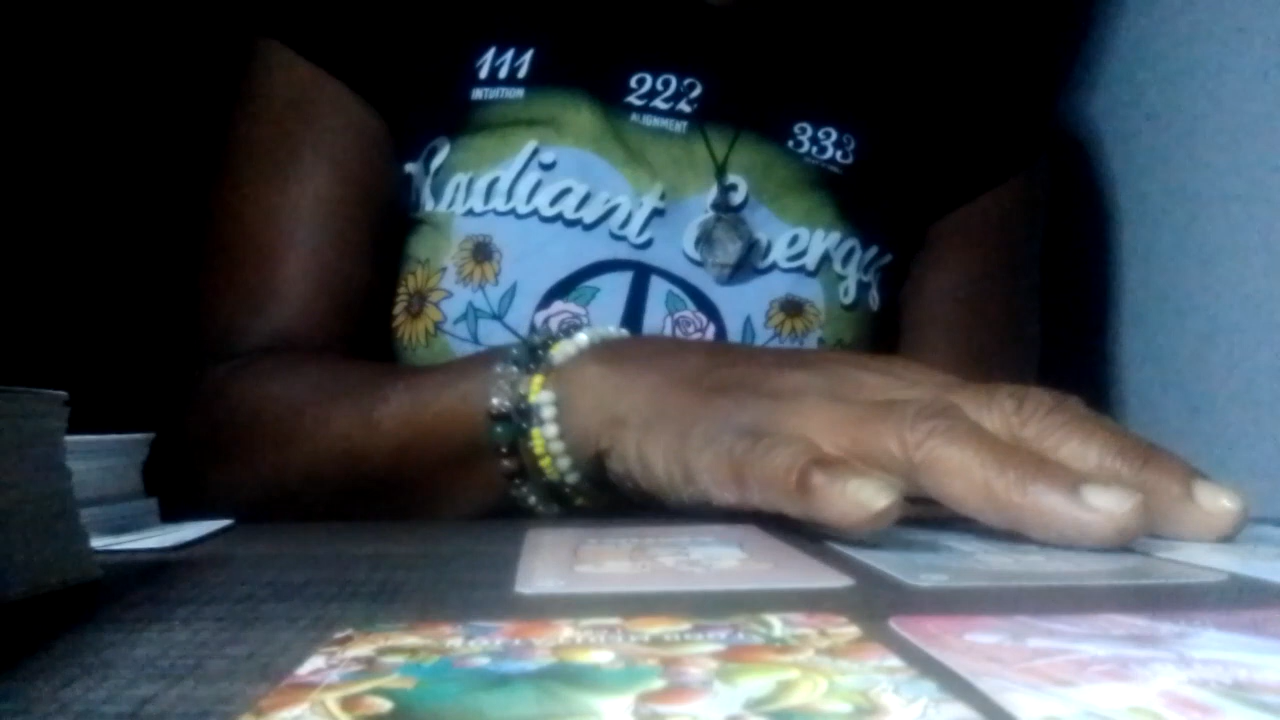 111
INTUITION
222
ALIGNMENT
333
Radiant Energy